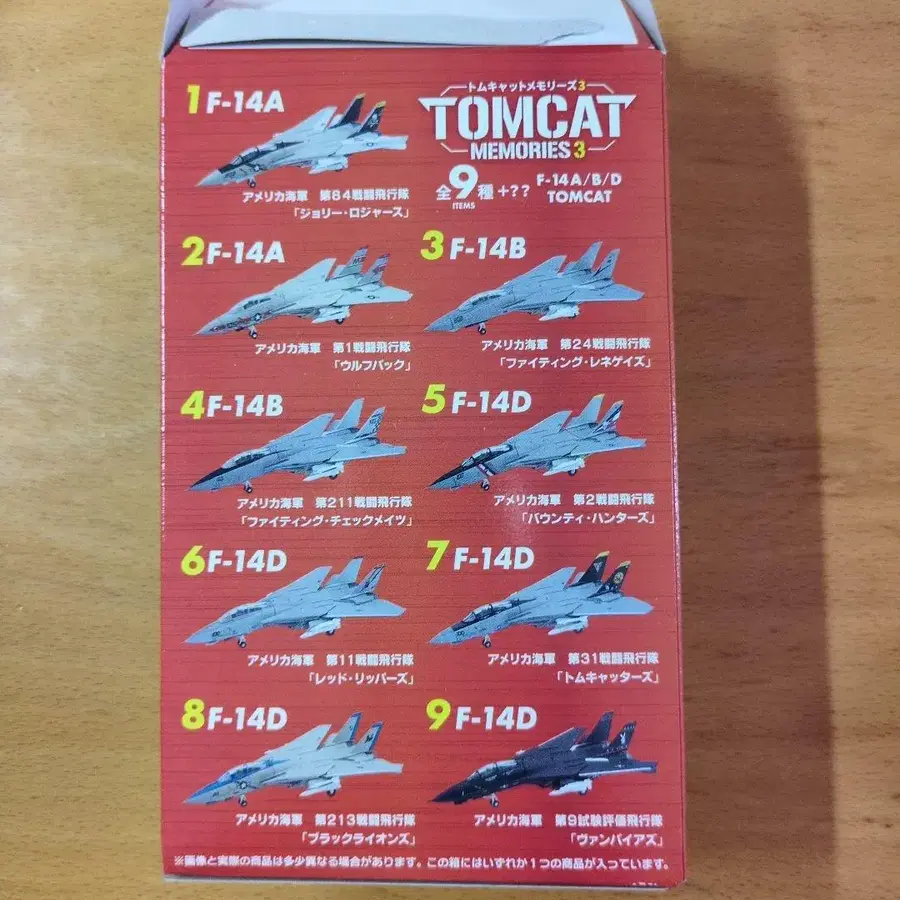 トムキャットメモリーズ3
TOMCAT
MEMORIES 3
全9種+??
ITEMS
F-14A/B/D
TOMCAT
1 F-14A
アメリカ海軍 第84戦闘飛行隊
「ジョリー・ロジャーズ」
2 F-14A
アメリカ海軍 第1戦闘飛行隊
「ウルフパック」
3 F-14B
アメリカ海軍 第24戦闘飛行隊
「ファイティング・レネゲイズ」
4 F-14B
アメリカ海軍 第211戦闘飛行隊
「ファイティング・チェックメイツ」
5 F-14D
アメリカ海軍 第2戦闘飛行隊
「バウンティ・ハンターズ」
6 F-14D
アメリカ海軍 第11戦闘飛行隊
「レッド・リッパーズ」
7 F-14D
アメリカ海軍 第31戦闘飛行隊
「トムキャッターズ」
8 F-14D
アメリカ海軍 第213戦闘飛行隊
「ブラックライオンズ」
9 F-14D
アメリカ海軍 第9試験評価飛行隊
「ヴァンパイアズ」
※画像と実際の商品は多少異なる場合があります。この箱にはいずれか1つの商品が入っています。